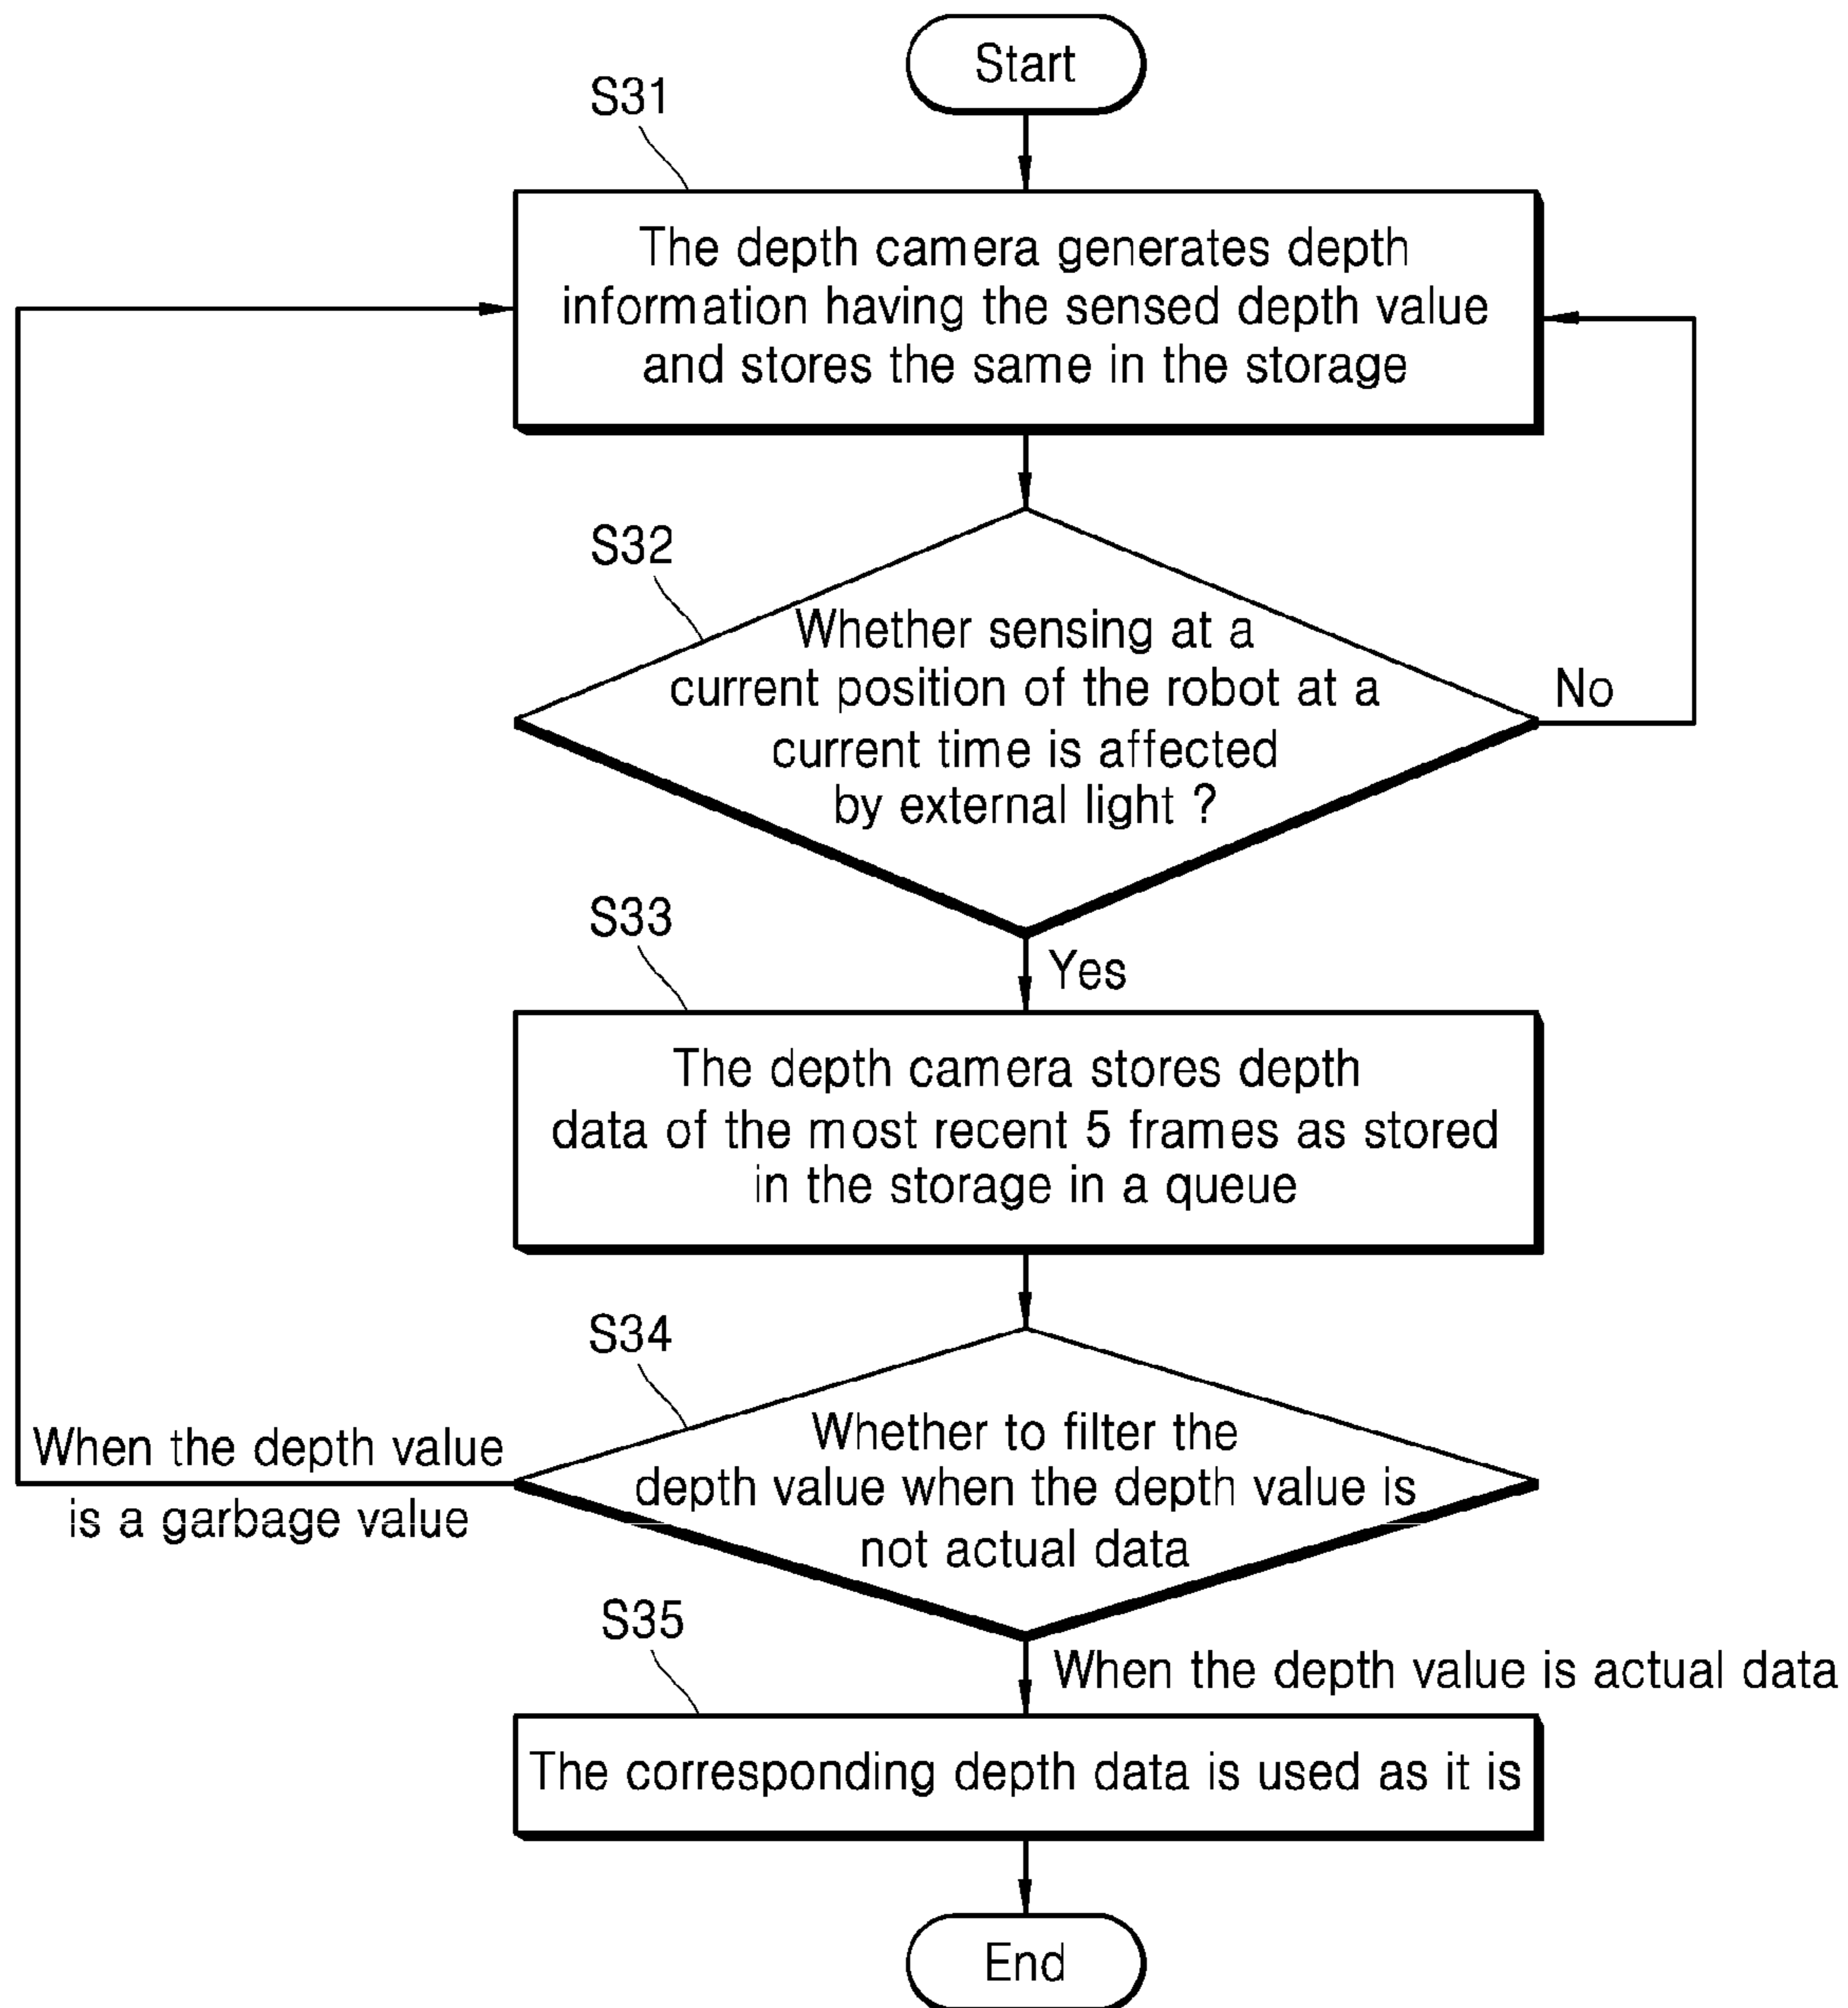 Start
S31
The depth camera generates depth
information having the sensed depth value
and stores the same in the storage
S32
Whether sensing at a
current position of the robot at a
current time is affected
by external light ?
No
S33
Yes
The depth camera stores depth
data of the most recent 5 frames as stored
in the storage in a queue
S34
Whether to filter the
depth value when the depth value is
not actual data
When the depth value
is a garbage value
S35
When the depth value is actual data
The corresponding depth data is used as it is
End